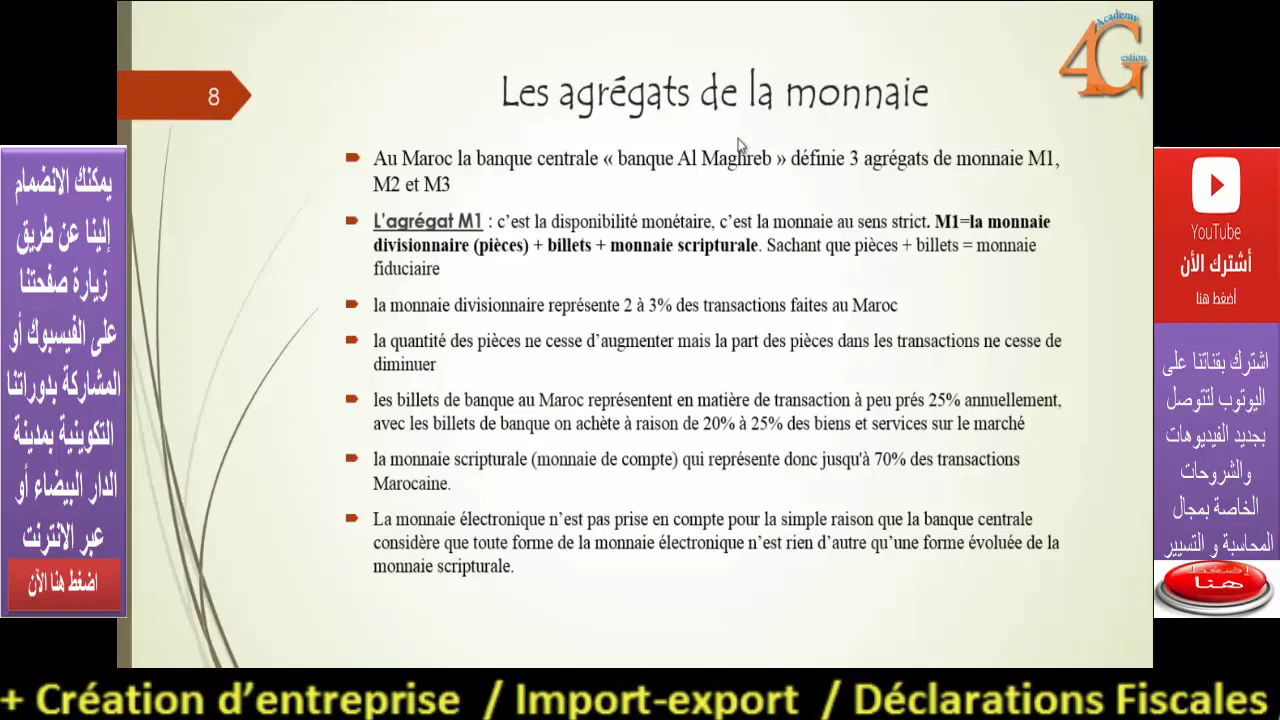 8
Les agrégats de la monnaie
Academy
4G
estion
Au Maroc la banque centrale « banque Al Maghreb » définie 3 agrégats de monnaie M1,
M2 et M3
L'agrégat M1 : c'est la disponibilité monétaire, c'est la monnaie au sens strict. M1=la monnaie
divisionnaire (pièces) + billets + monnaie scripturale. Sachant que pièces + billets = monnaie
fiduciaire
la monnaie divisionnaire représente 2 à 3% des transactions faites au Maroc
la quantité des pièces ne cesse d'augmenter mais la part des pièces dans les transactions ne cesse de
diminuer
les billets de banque au Maroc représentent en matière de transaction à peu prés 25% annuellement,
avec les billets de banque on achète à raison de 20% à 25% des biens et services sur le marché
la monnaie scripturale (monnaie de compte) qui représente donc jusqu'à 70% des transactions
Marocaine.
La monnaie électronique n'est pas prise en compte pour la simple raison que la banque centrale
considère que toute forme de la monnaie électronique n'est rien d'autre qu'une forme évoluée de la
monnaie scripturale.
يمكنك الانضمام
إلينا عن طريق
زيارة صفحتنا
على الفيسبوك أو
المشاركة بدوراتنا
التكوينية بمدينة
الدار البيضاء أو
عبر الانترنت
اضغط هنا الآن
YouTube
أشترك الأن
أضغط هنا
اشترك بقناتنا على
اليوتوب لتتوصل
بجديد الفيديوهات
والشروحات
الخاصة بمجال
المحاسبة و التسيير
إضغط
هنا
+ Création d'entreprise / Import-export / Déclarations Fiscales